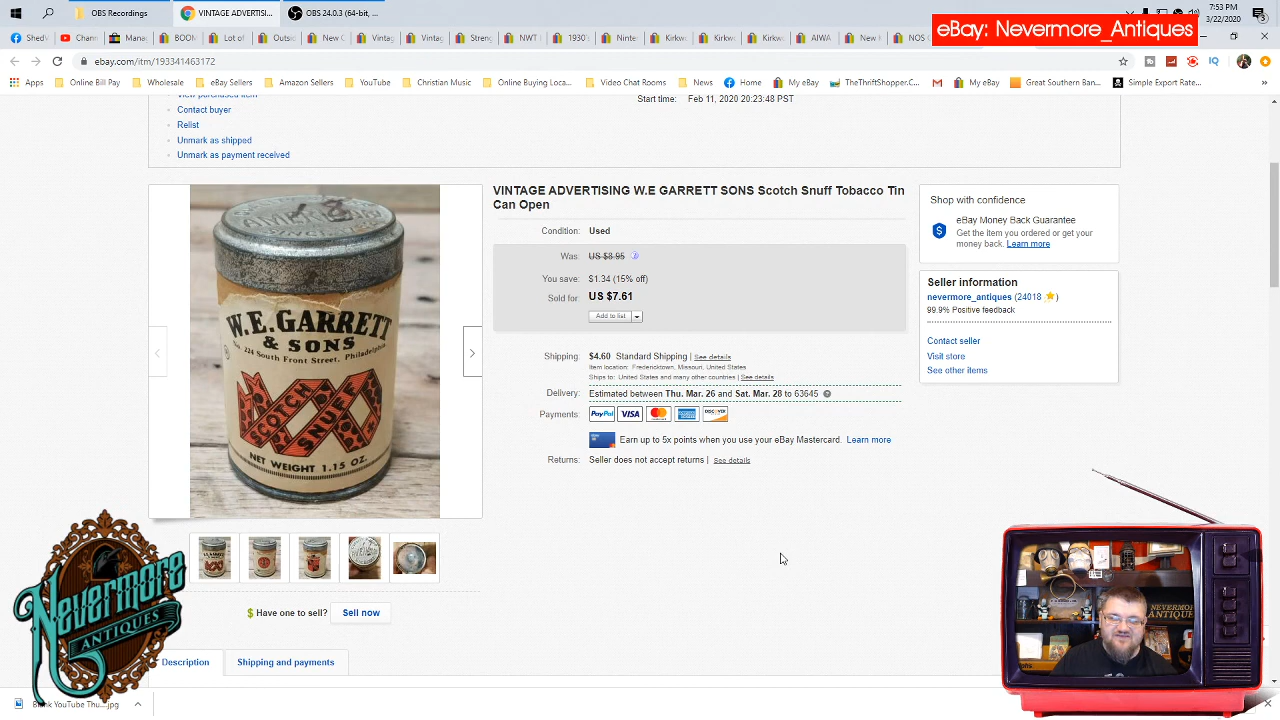 OBS Recordings
VINTAGE ADVERTISI...
OBS 24.0.3 (64-bit, ...
7:53 PM
3/22/2020
eBay: Nevermore_Antiques
ebay.com/itm/193341463172
Apps Online Bill Pay Wholesale eBay Sellers Amazon Sellers YouTube Christian Music Online Buying Loca... Video Chat Rooms News Home My eBay TheThriftShopper.C... My eBay Great Southern Ban... Simple Export Rate...
Contact buyer
Relist
Unmark as shipped
Unmark as payment received
Start time: Feb 11, 2020 20:23:48 PST
VINTAGE ADVERTISING W.E GARRETT SONS Scotch Snuff Tobacco Tin
Can Open
Condition: Used
Was: US $8.95
You save: $1.34 (15% off)
Sold for: US $7.61
Add to list
Shipping: $4.60 Standard Shipping | See details
Item location: Fredericktown, Missouri, United States
Ships to: United States and many other countries | See details
Delivery: Estimated between Thu. Mar. 26 and Sat. Mar. 28 to 63645
Payments: PayPal VISA
Earn up to 5x points when you use your eBay Mastercard. Learn more
Returns: Seller does not accept returns | See details
Shop with confidence
eBay Money Back Guarantee
Get the item you ordered or get your
money back. Learn more
Seller information
nevermore_antiques (24018)
99.9% Positive feedback
Contact seller
Visit store
See other items
W.E. GARRETT
& SONS
224 South Front Street, Philadelphia
SCOTCH
SNUFF
NET WEIGHT 1.15 OZ.
Have one to sell? Sell now
Description
Shipping and payments
Nevermore
ANTIQUES
NEVERMORE
ANTIQUES